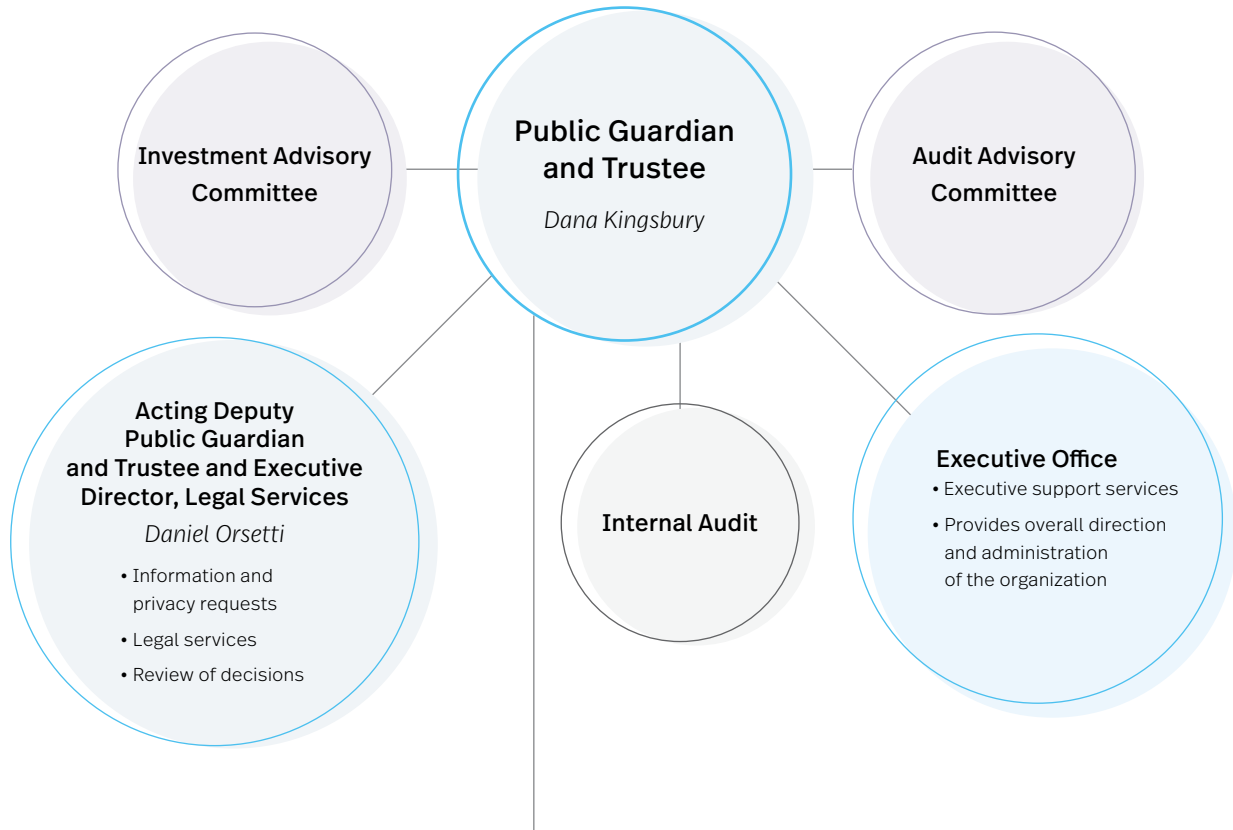 Investment Advisory
Committee
Public Guardian
and Trustee
Dana Kingsbury
Audit Advisory
Committee
Acting Deputy
Public Guardian
and Trustee and Executive
Director, Legal Services
Daniel Orsetti
• Information and
privacy requests
• Legal services
• Review of decisions
Internal Audit
Executive Office
• Executive support services
• Provides overall direction
and administration
of the organization